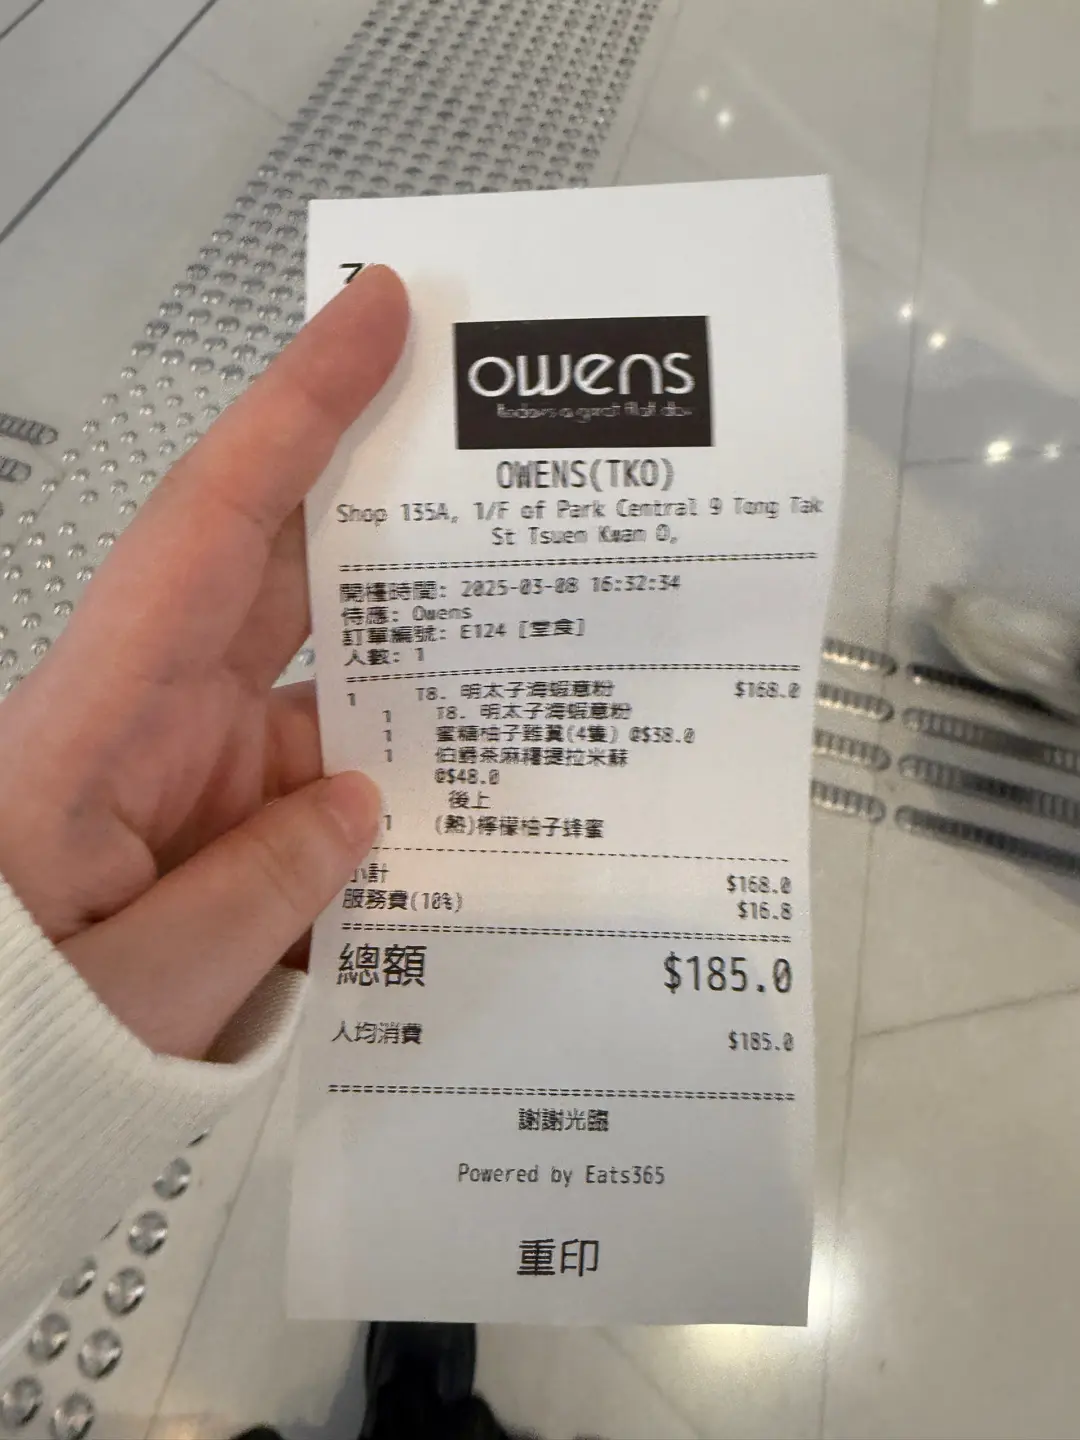 7
owens
OWENS(TKO)
Shop 135A, 1/F of Park Central 9 Tong Tak
St Tsuen Kwan O,
開檯時間: 2025-03-08 16:32:34
侍應: Owens
訂單編號: E124 [堂食]
人數: 1
1 T8. 明太子海蝦意粉 $168.0
1 T8. 明太子海蝦意粉
1 蜜糖柚子雞翼(4隻) @$38.0
1 伯爵茶麻糬提拉米蘇
@$48.0
後上
1 (熱)檸檬柚子蜂蜜
小計 $168.0
服務費(10%) $16.8
總額 $185.0
人均消費 $185.0
謝謝光臨
Powered by Eats365
重印